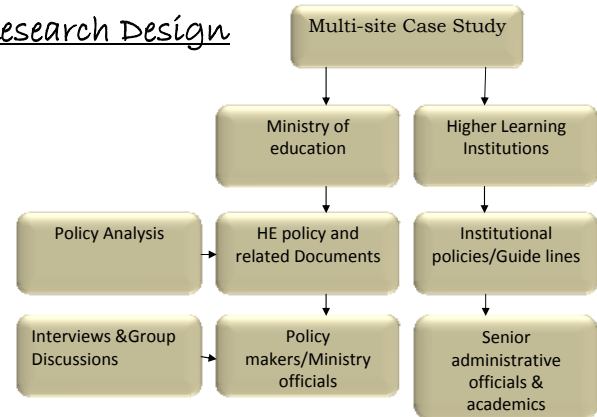 esearch Design
Multi-site Case Study
Ministry of
education
Higher Learning
Institutions
Policy Analysis
HE policy and
related Documents
Institutional
policies/Guide lines
Interviews &Group
Discussions
Policy
makers/Ministry
officials
Senior
administrative
officials &
academics